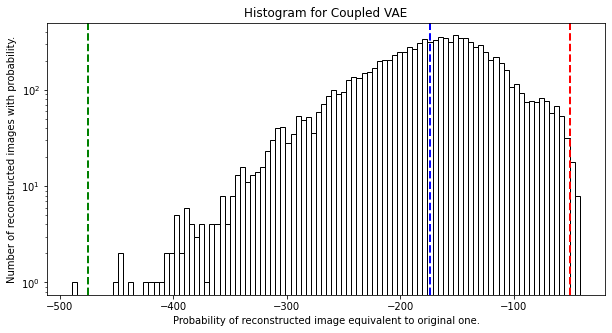 Histogram for Coupled VAE
Number of reconstructed images with probability.
10²
10¹
10⁰
−500
−400
−300
−200
−100
Probability of reconstructed image equivalent to orginal one.